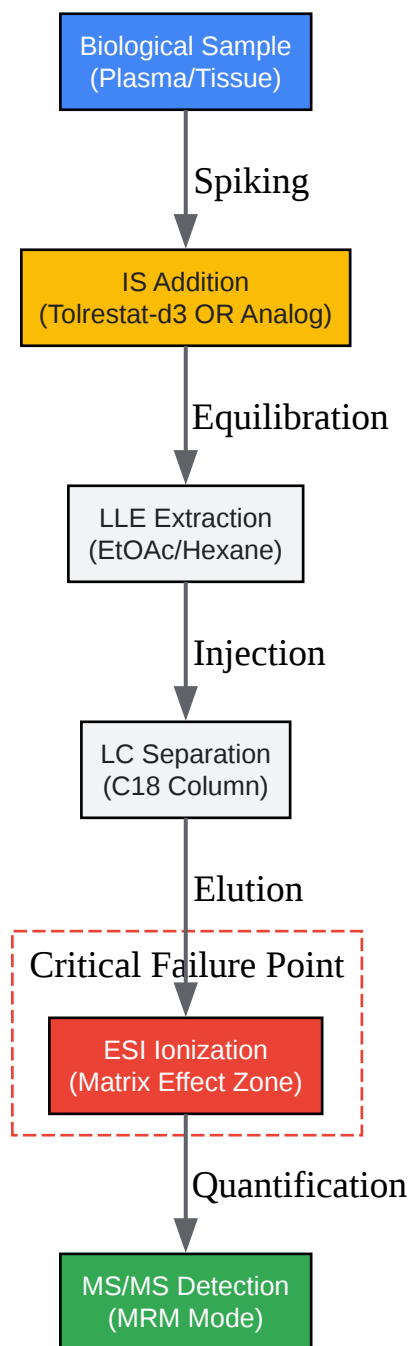 Biological Sample
(Plasma/Tissue)
Spiking
IS Addition
(Tolrestat-d3 OR Analog)
Equilibration
LLE Extraction
(EtOAc/Hexane)
Injection
LC Separation
(C18 Column)
Elution
Critical Failure Point
ESI Ionization
(Matrix Effect Zone)
Quantification
MS/MS Detection
(MRM Mode)